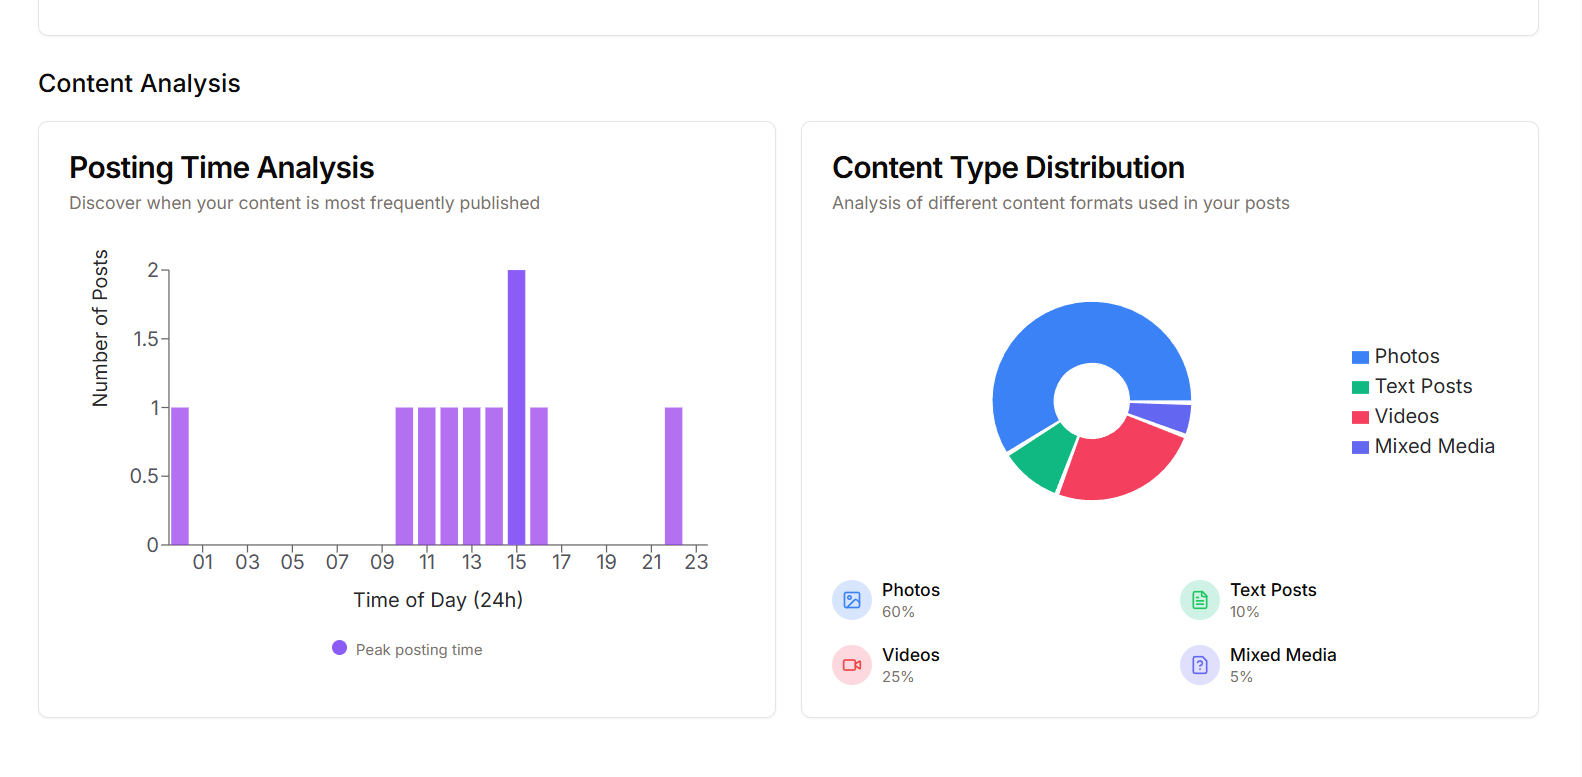 Content Analysis
Posting Time Analysis
Discover when your content is most frequently published
Number of Posts
2
1.5
1
0.5
0
01 03 05 07 09 11 13 15 17 19 21 23
Time of Day (24h)
Peak posting time
Content Type Distribution
Analysis of different content formats used in your posts
Photos
Text Posts
Videos
Mixed Media
Photos
60%
Text Posts
10%
Videos
25%
Mixed Media
5%